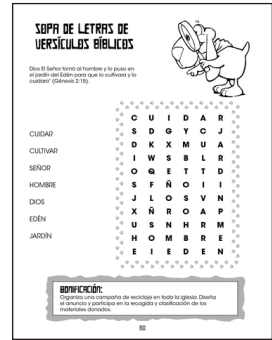 SOPA DE LETRAS DE
VERSÍCULOS BÍBLICOS
Dios El Señor tomó al hombre y lo puso en
el jardín del Edén para que lo cultivara y lo
cuidara" (Génesis 2:15).
CUIDAR
CULTIVAR
SEÑOR
HOMBRE
DIOS
EDÉN
JARDÍN
C U I D A R
S D G Y C J
D K X M U A
I W S B L R
O Q E T T D
S F Ñ O I I
J L O S V N
X Ñ R O A P
U S N H R M
H O M B R E
E I E D E N
BONIFICACIÓN:
Organiza una campaña de reciclaje en toda la iglesia. Diseña
el anuncio y participa en la recogida y clasificación de los
materiales donados.